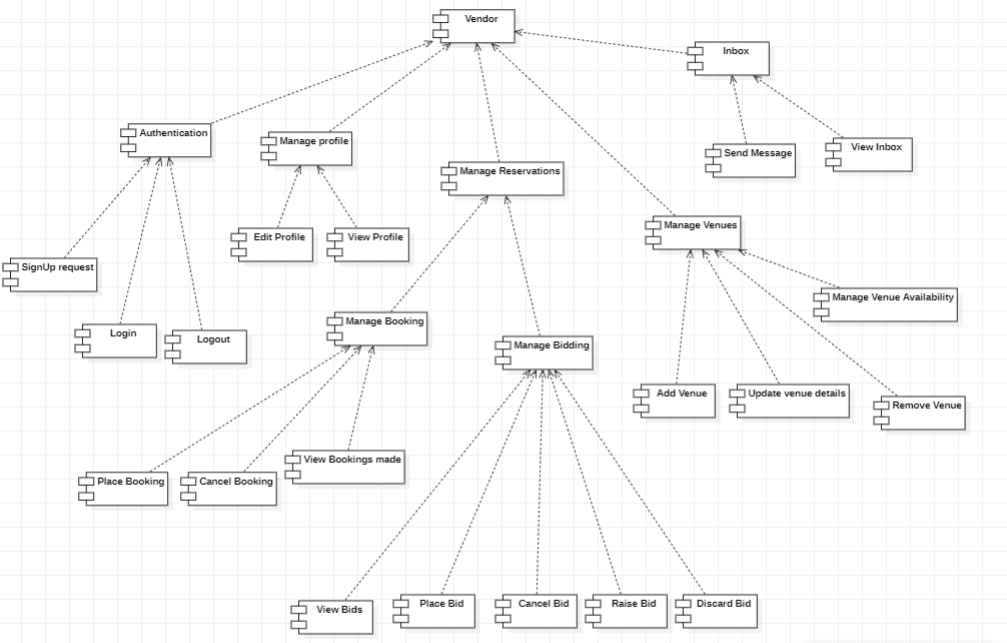 Vendor
Inbox
Authentication
Manage profile
Send Message
View Inbox
Manage Reservations
Manage Venues
Edit Profile
View Profile
SignUp request
Manage Venue Availability
Login
Logout
Manage Booking
Manage Bidding
Add Venue
Update venue details
Remove Venue
View Bookings made
Place Booking
Cancel Booking
View Bids
Place Bid
Cancel Bid
Raise Bid
Discard Bid